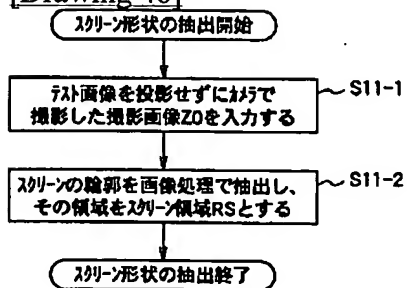 スクリーン形状の抽出開始
テスト画像を投影せずにカメラで
撮影した撮影画像Z0を入力する
S11-1
スクリーンの輪郭を画像処理で抽出し、
その領域をスクリーン領域RSとする
S11-2
スクリーン形状の抽出終了